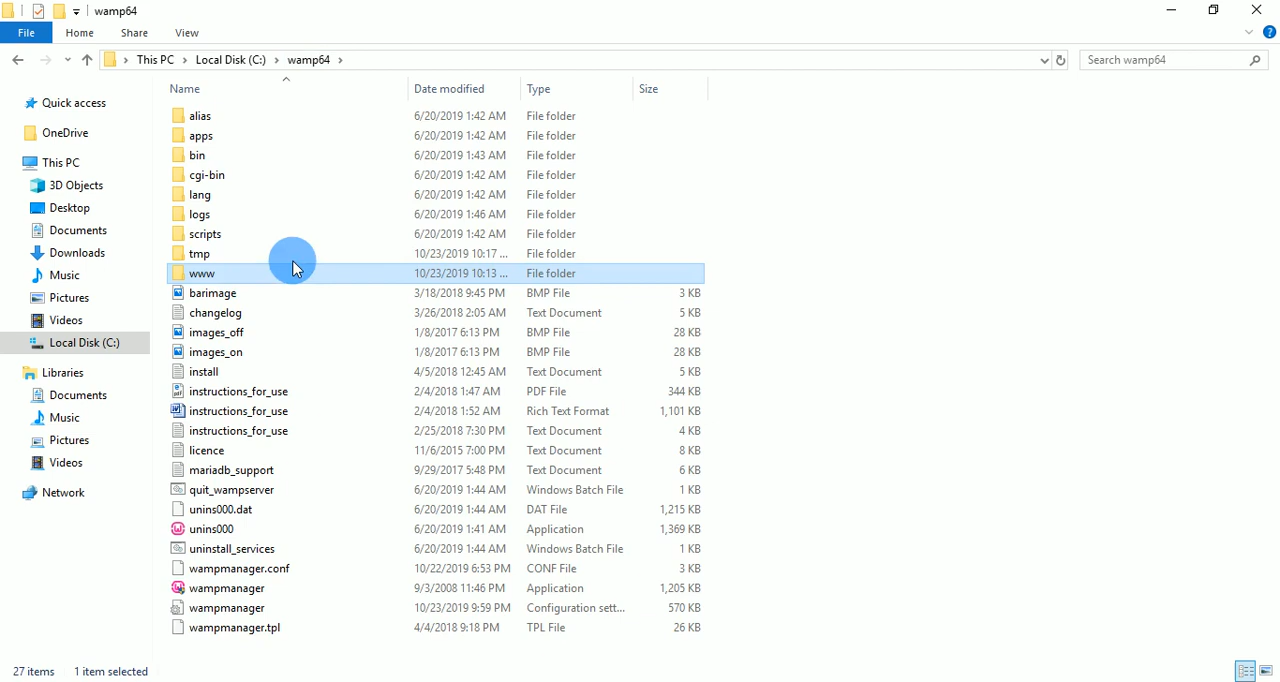 wamp64
File Home Share View
This PC Local Disk (C:) wamp64
Search wamp64
Quick access
OneDrive
This PC
3D Objects
Desktop
Documents
Downloads
Music
Pictures
Videos
Local Disk (C:)
Libraries
Documents
Music
Pictures
Videos
Network
Name Date modified Type Size
alias 6/20/2019 1:42 AM File folder
apps 6/20/2019 1:42 AM File folder
bin 6/20/2019 1:43 AM File folder
cgi-bin 6/20/2019 1:42 AM File folder
lang 6/20/2019 1:42 AM File folder
logs 6/20/2019 1:46 AM File folder
scripts 6/20/2019 1:42 AM File folder
tmp 10/23/2019 10:17 ... File folder
www 10/23/2019 10:13 ... File folder
barimage 3/18/2018 9:45 PM BMP File 3 KB
changelog 3/26/2018 2:05 AM Text Document 5 KB
images_off 1/8/2017 6:13 PM BMP File 28 KB
images_on 1/8/2017 6:13 PM BMP File 28 KB
install 4/5/2018 12:45 AM Text Document 5 KB
instructions_for_use 2/4/2018 1:47 AM PDF File 344 KB
instructions_for_use 2/4/2018 1:52 AM Rich Text Format 1,101 KB
instructions_for_use 2/25/2018 7:30 PM Text Document 4 KB
licence 11/6/2015 7:00 PM Text Document 8 KB
mariadb_support 9/29/2017 5:48 PM Text Document 6 KB
quit_wampserver 6/20/2019 1:44 AM Windows Batch File 1 KB
unins000.dat 6/20/2019 1:44 AM DAT File 1,215 KB
unins000 6/20/2019 1:41 AM Application 1,369 KB
uninstall_services 6/20/2019 1:44 AM Windows Batch File 1 KB
wampmanager.conf 10/22/2019 6:53 PM CONF File 3 KB
wampmanager 9/3/2008 11:46 PM Application 1,205 KB
wampmanager 10/23/2019 9:59 PM Configuration sett... 570 KB
wampmanager.tpl 4/4/2018 9:18 PM TPL File 26 KB
27 items 1 item selected